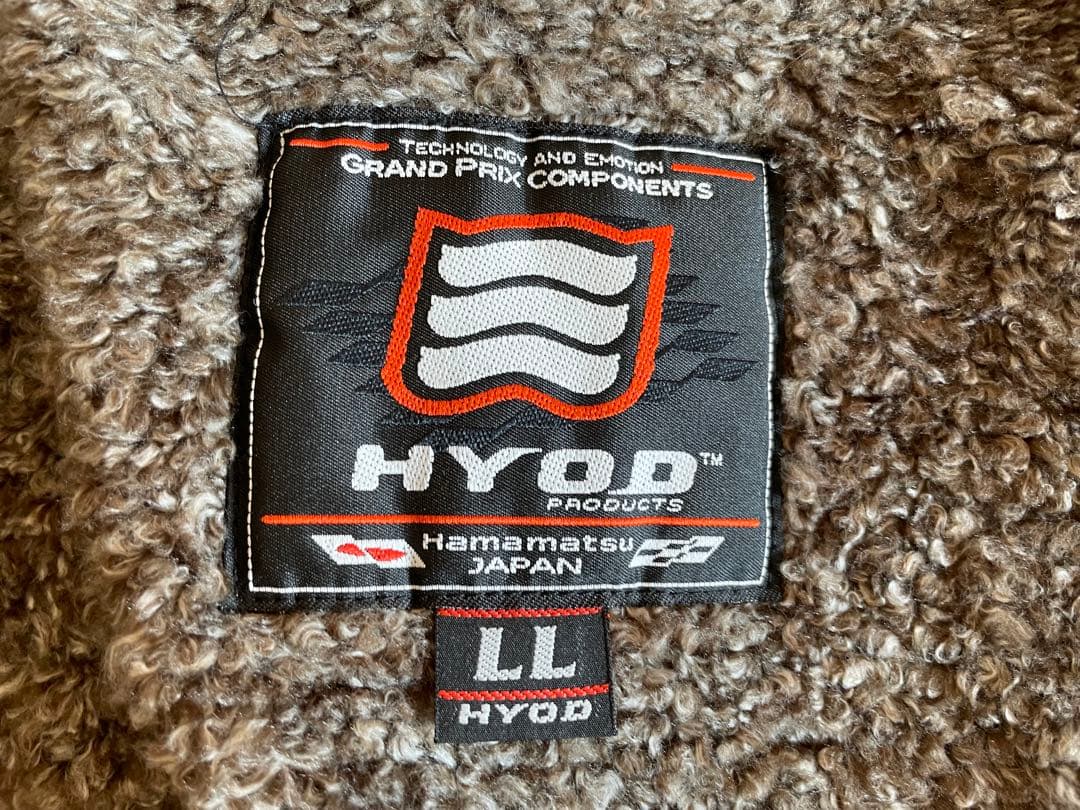 TECHNOLOGY AND EMOTION
GRAND PRIX COMPONENTS
HYOD™
PRODUCTS
Hamamatsu
JAPAN
LL
HYOD